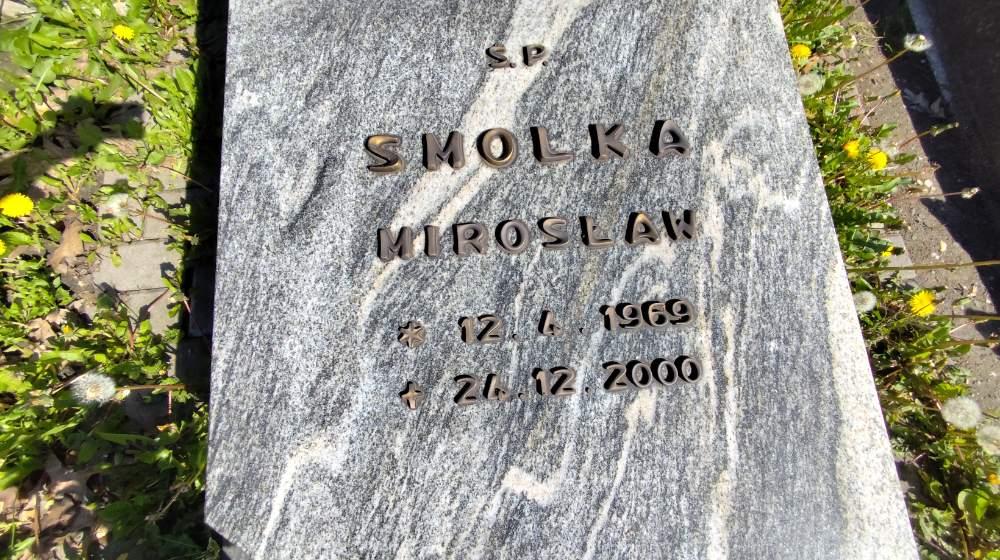 Ś.P.
SMOLKA
MIROSŁAW
* 12.4.1969
✝ 24.12.2000